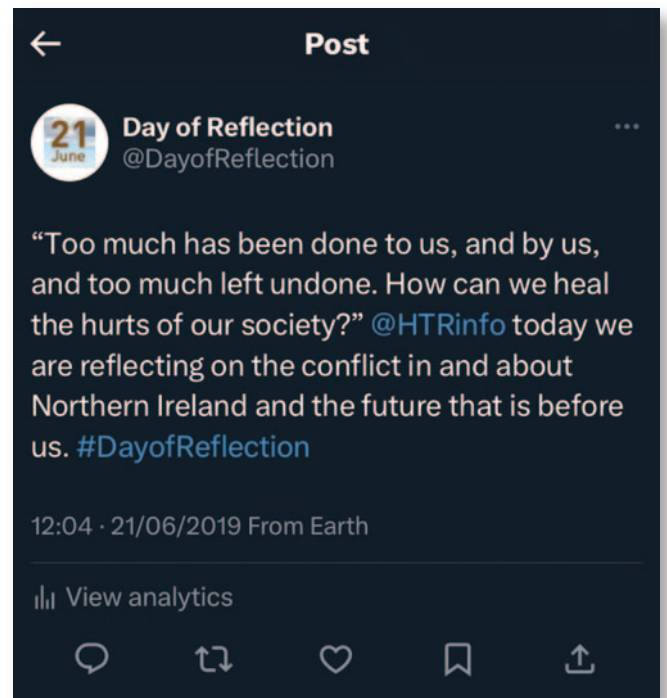 Post
21
June
Day of Reflection
@DayofReflection
“Too much has been done to us, and by us,
and too much left undone. How can we heal
the hurts of our society?” @HTRinfo today we
are reflecting on the conflict in and about
Northern Ireland and the future that is before
us. #DayofReflection
12:04 · 21/06/2019 From Earth
View analytics